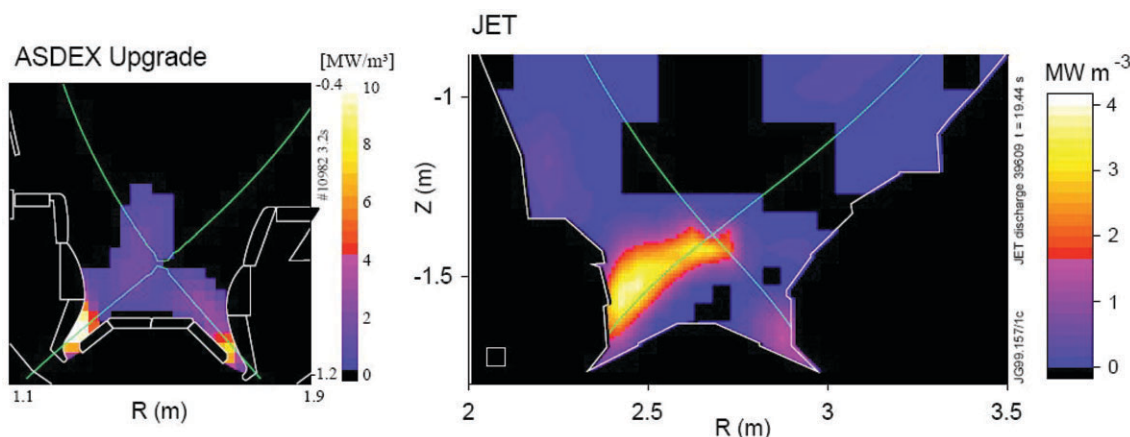 ASDEX Upgrade
[MW/m³]
-0.4
10
8
6
4
2
0
#10982 3.2s
-1.2
1.1
1.9
R (m)
JET
Z (m)
-1
-1.5
2
2.5
3
3.5
R (m)
JG99.157/1c JET discharge 39609 t = 19.44 s
MW m⁻³
4
3
2
1
0